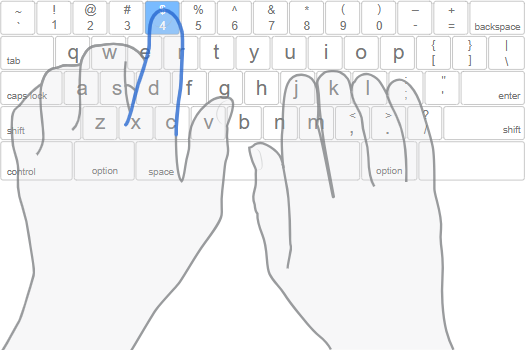 ~ ! @ # $ % ^ & * ( ) – +
` 1 2 3 4 5 6 7 8 9 0 - = backspace
tab q w e r t y u i o p { [ } ] | \
caps lock a s d f g h j k l : ; " ' enter
shift z x c v b n m < , > . ? / shift
control option space option